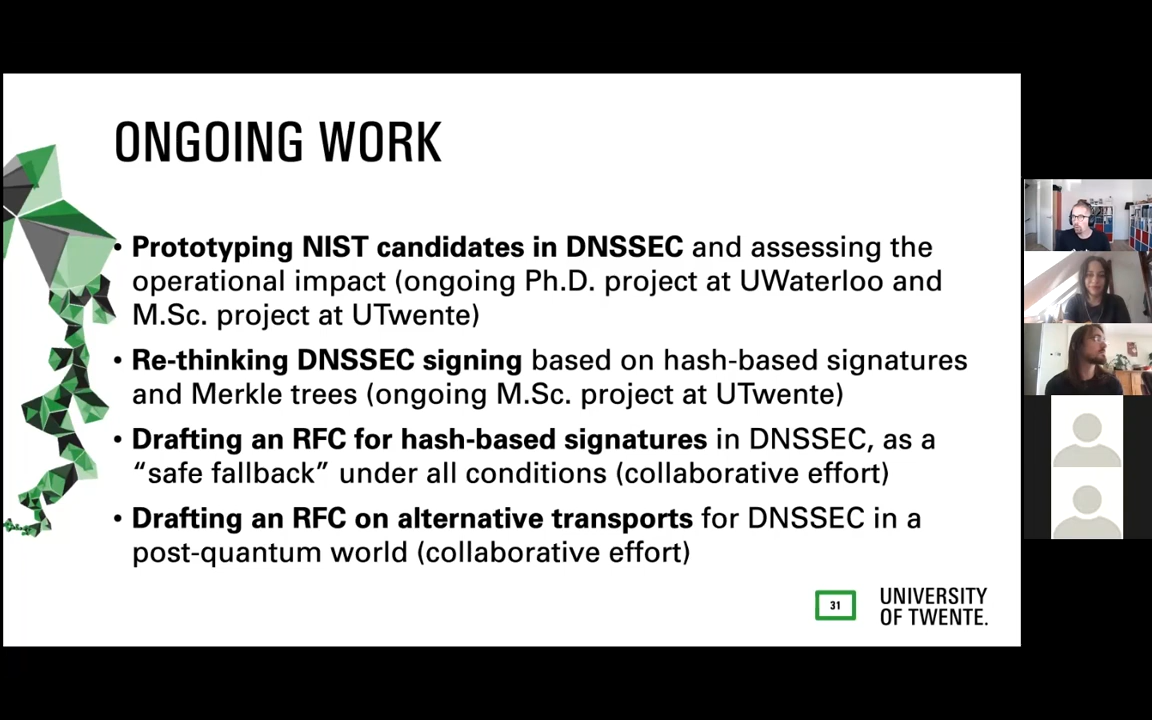 ONGOING WORK
• Prototyping NIST candidates in DNSSEC and assessing the
operational impact (ongoing Ph.D. project at UWaterloo and
M.Sc. project at UTwente)
• Re-thinking DNSSEC signing based on hash-based signatures
and Merkle trees (ongoing M.Sc. project at UTwente)
• Drafting an RFC for hash-based signatures in DNSSEC, as a
“safe fallback” under all conditions (collaborative effort)
• Drafting an RFC on alternative transports for DNSSEC in a
post-quantum world (collaborative effort)
31
UNIVERSITY
OF TWENTE.